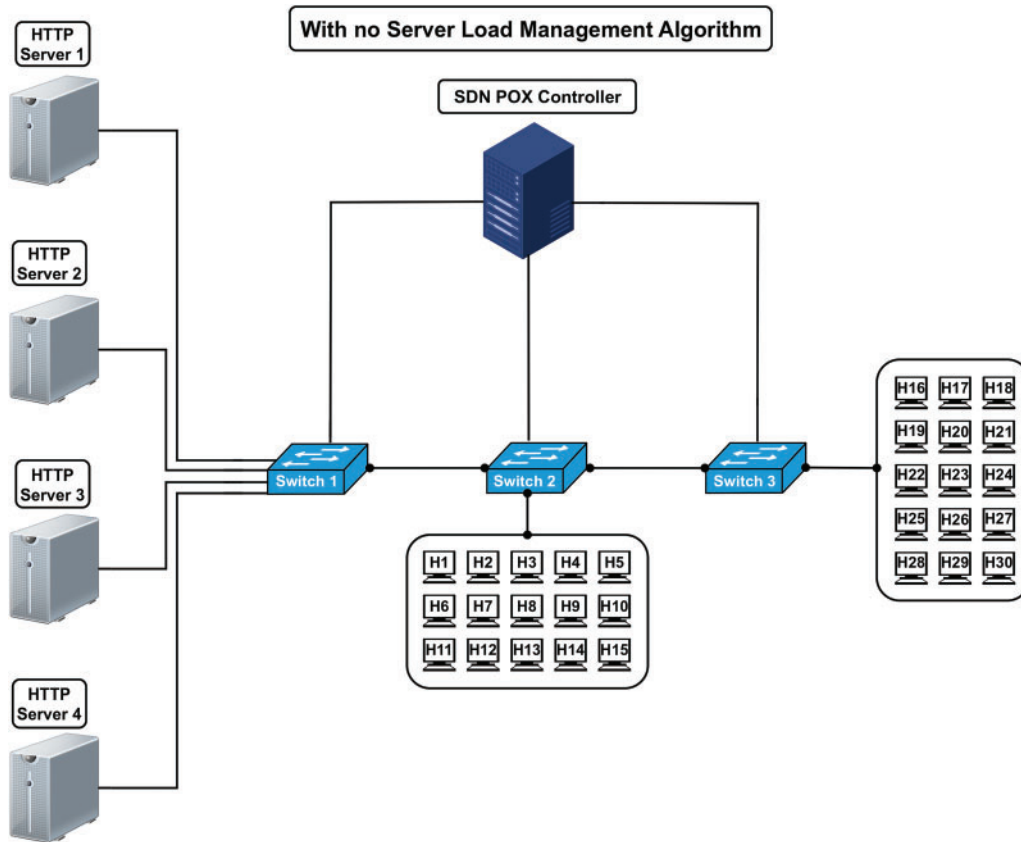 With no Server Load Management Algorithm
HTTP
Server 1
SDN POX Controller
HTTP
Server 2
HTTP
Server 3
HTTP
Server 4
Switch 1
Switch 2
Switch 3
H1 H2 H3 H4 H5
H6 H7 H8 H9 H10
H11 H12 H13 H14 H15
H16 H17 H18
H19 H20 H21
H22 H23 H24
H25 H26 H27
H28 H29 H30